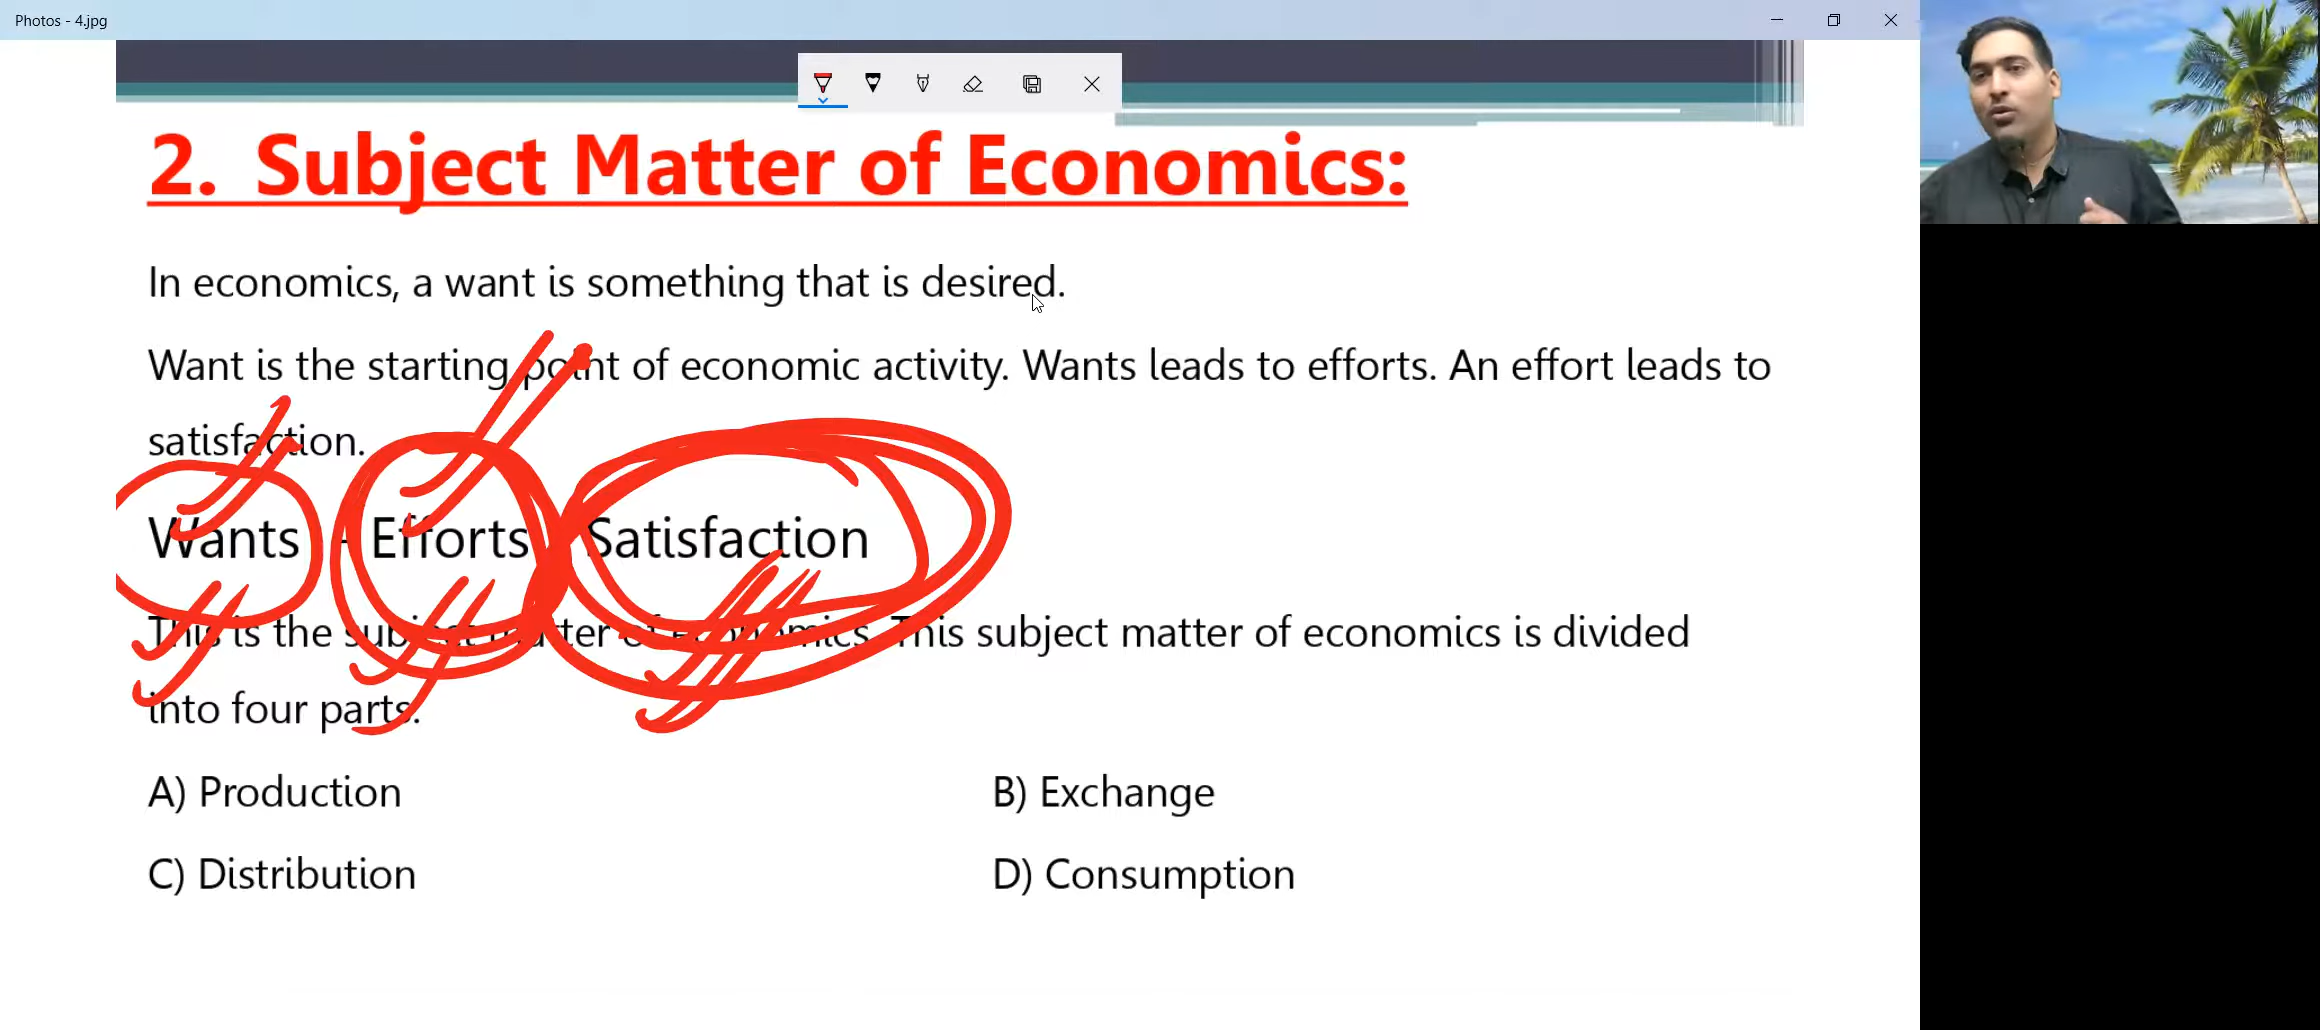 Photos - 4.jpg
2. Subject Matter of Economics:
In economics, a want is something that is desired.
Want is the starting point of economic activity. Wants leads to efforts. An effort leads to
satisfaction.
Wants - Efforts Satisfaction
This is the subject matter of economics. This subject matter of economics is divided
into four parts.
A) Production B) Exchange
C) Distribution D) Consumption